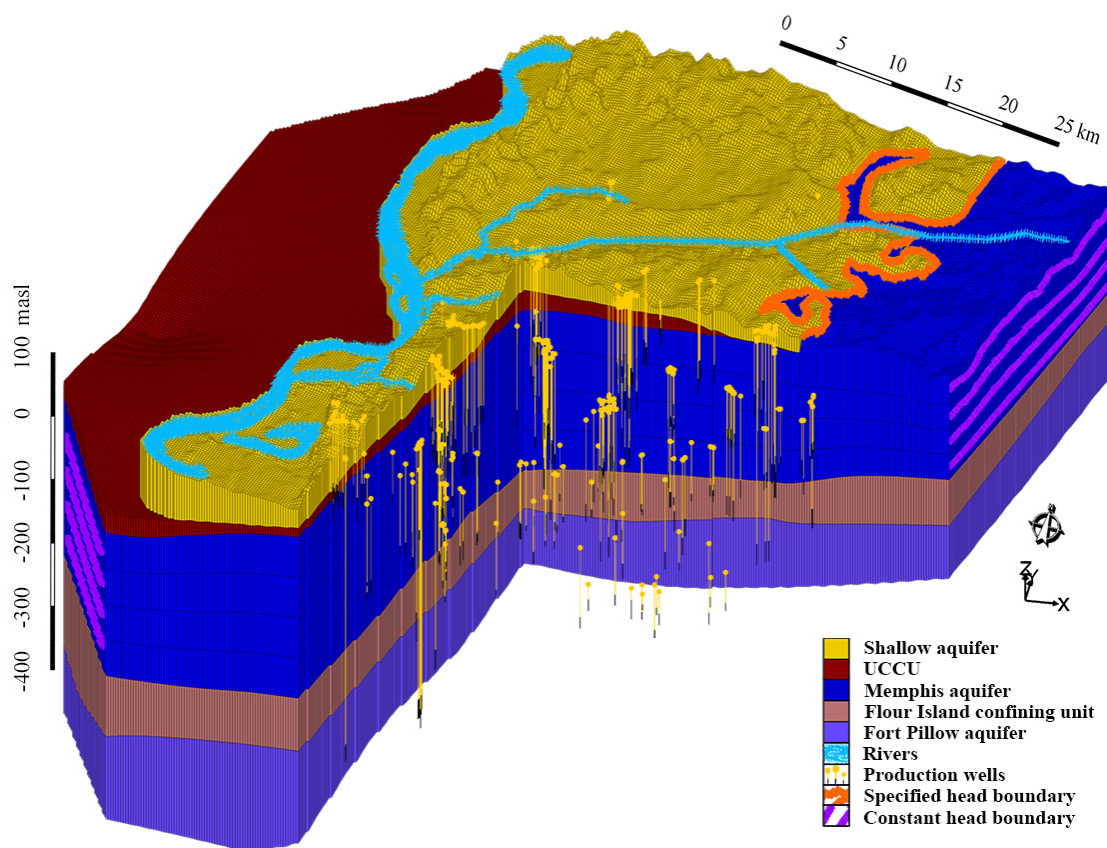 0
5
10
15
20
25 km
masl
100
0
-100
-200
-300
-400
Z
Y
X
Shallow aquifer
UCCU
Memphis aquifer
Flour Island confining unit
Fort Pillow aquifer
Rivers
Production wells
Specified head boundary
Constant head boundary